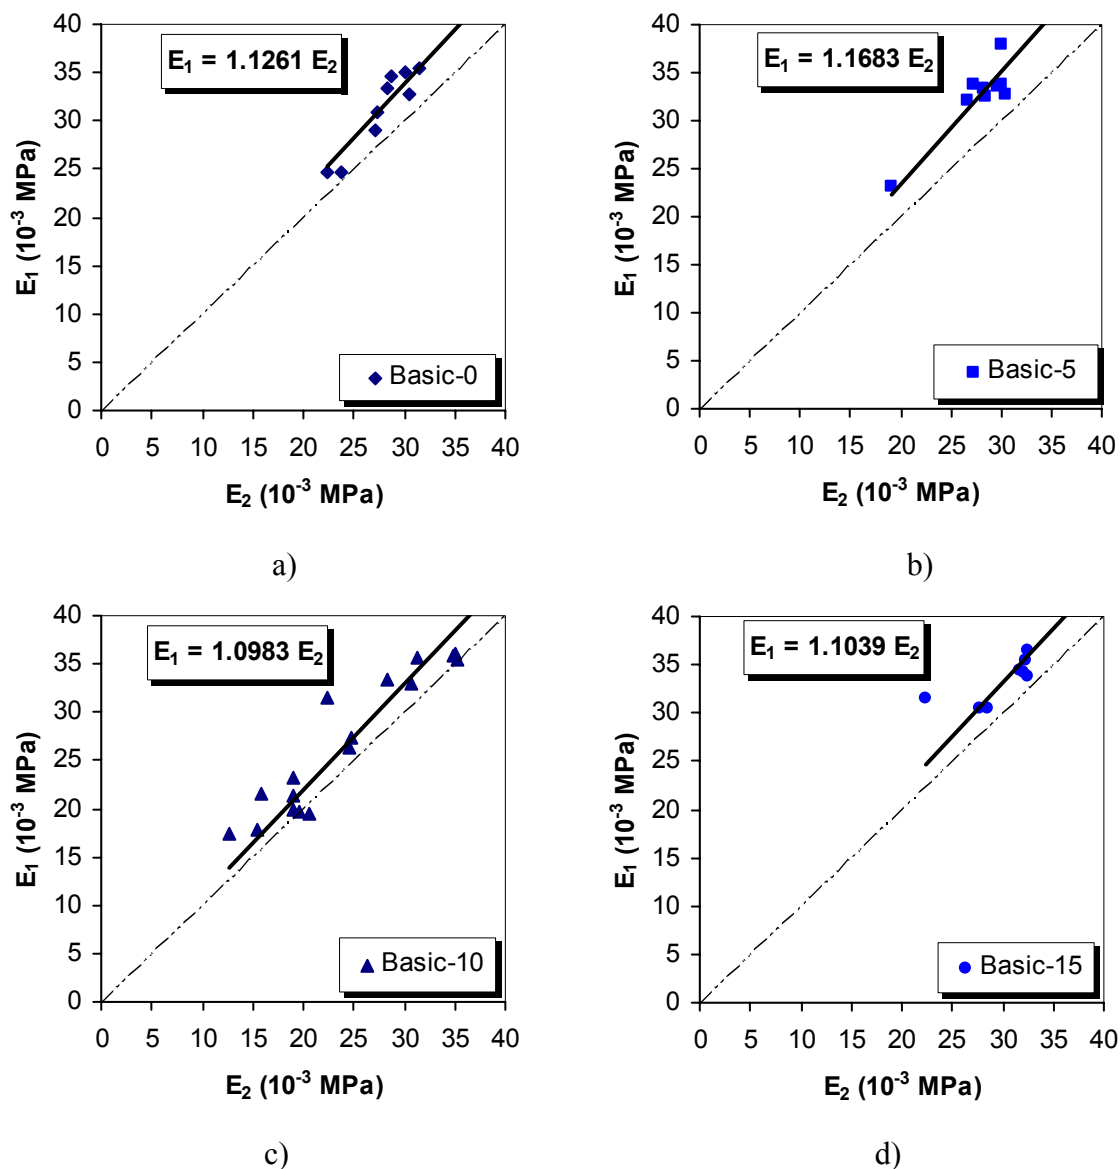 E₁ = 1.1261 E₂
E₁ (10⁻³ MPa)
40
35
30
25
20
15
10
5
0
Basic-0
0 5 10 15 20 25 30 35 40
E₂ (10⁻³ MPa)
a)
E₁ = 1.1683 E₂
E₁ (10⁻³ MPa)
40
35
30
25
20
15
10
5
0
Basic-5
0 5 10 15 20 25 30 35 40
E₂ (10⁻³ MPa)
b)
E₁ = 1.0983 E₂
E₁ (10⁻³ MPa)
40
35
30
25
20
15
10
5
0
Basic-10
0 5 10 15 20 25 30 35 40
E₂ (10⁻³ MPa)
c)
E₁ = 1.1039 E₂
E₁ (10⁻³ MPa)
40
35
30
25
20
15
10
5
0
Basic-15
0 5 10 15 20 25 30 35 40
E₂ (10⁻³ MPa)
d)